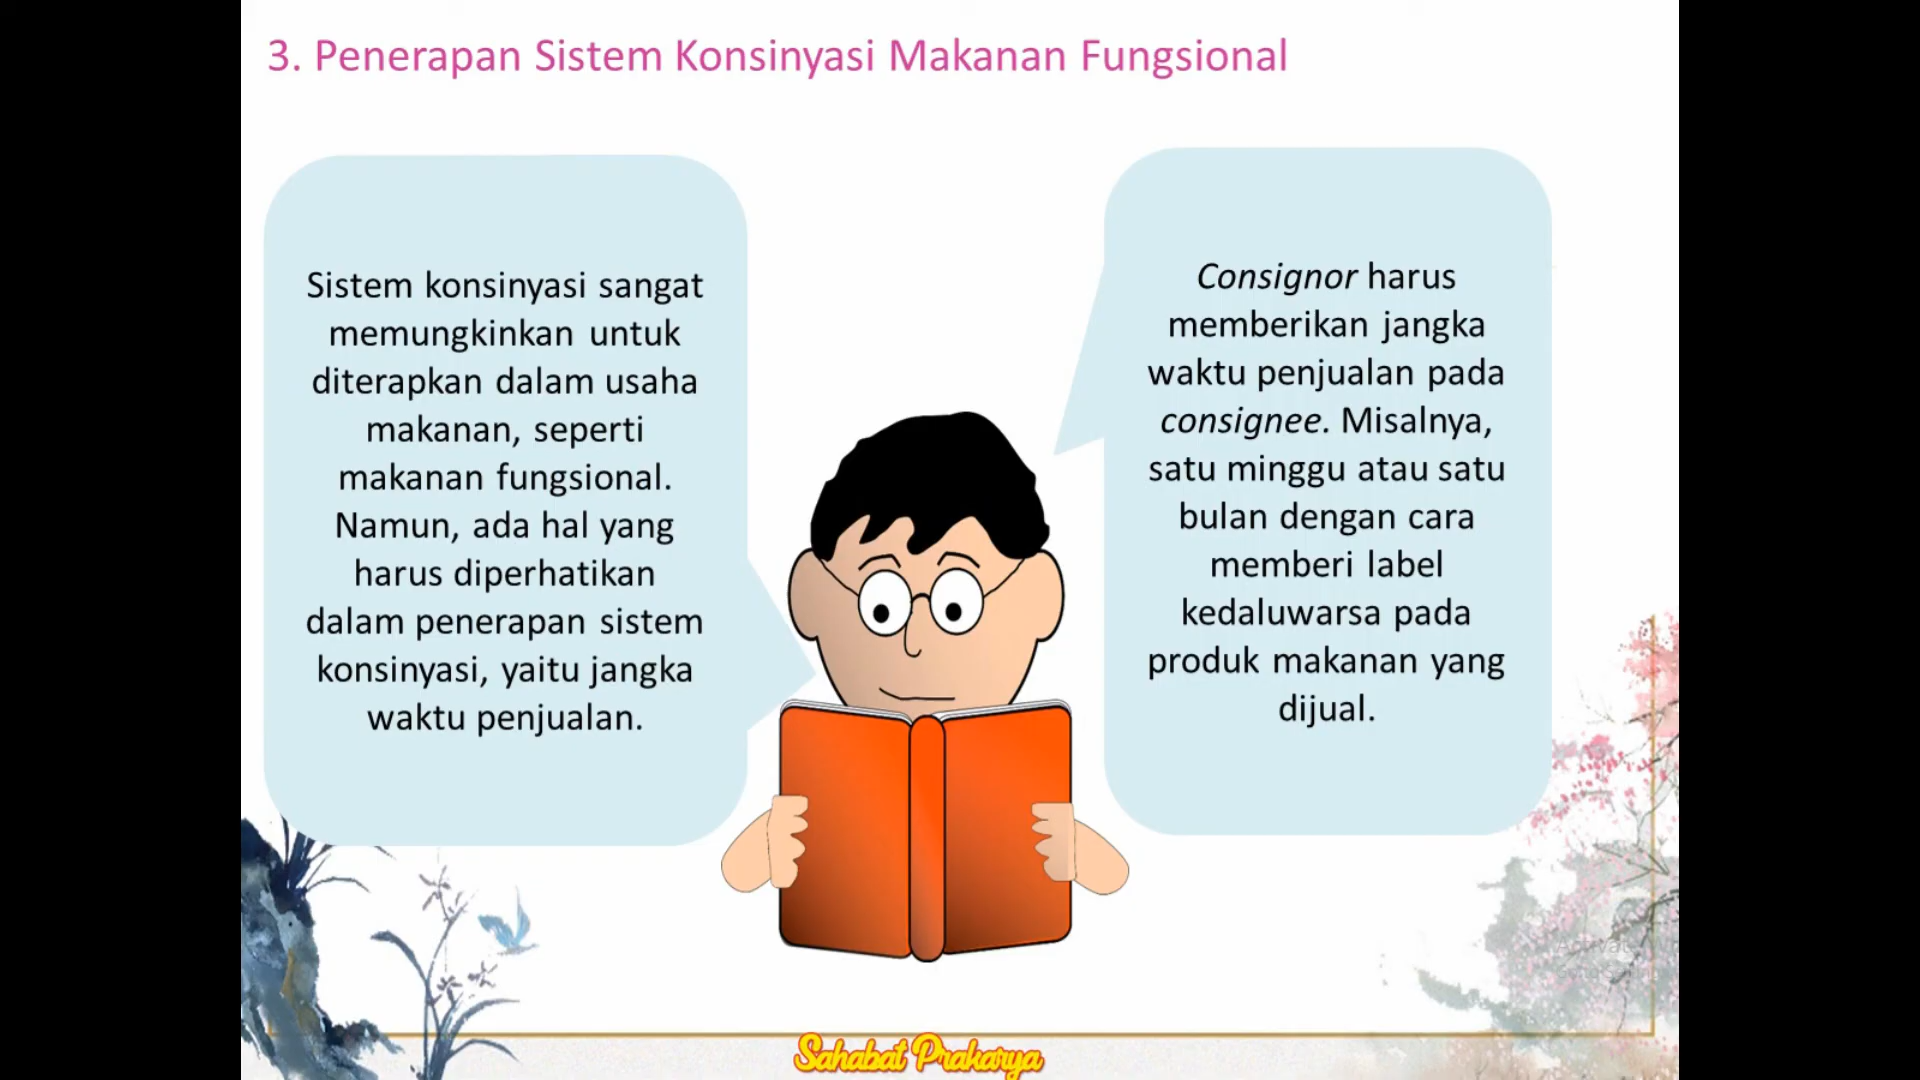 3. Penerapan Sistem Konsinyasi Makanan Fungsional
Sistem konsinyasi sangat
memungkinkan untuk
diterapkan dalam usaha
makanan, seperti
makanan fungsional.
Namun, ada hal yang
harus diperhatikan
dalam penerapan sistem
konsinyasi, yaitu jangka
waktu penjualan.
Consignor harus
memberikan jangka
waktu penjualan pada
consignee. Misalnya,
satu minggu atau satu
bulan dengan cara
memberi label
kedaluwarsa pada
produk makanan yang
dijual.
Sahabat Prakarya